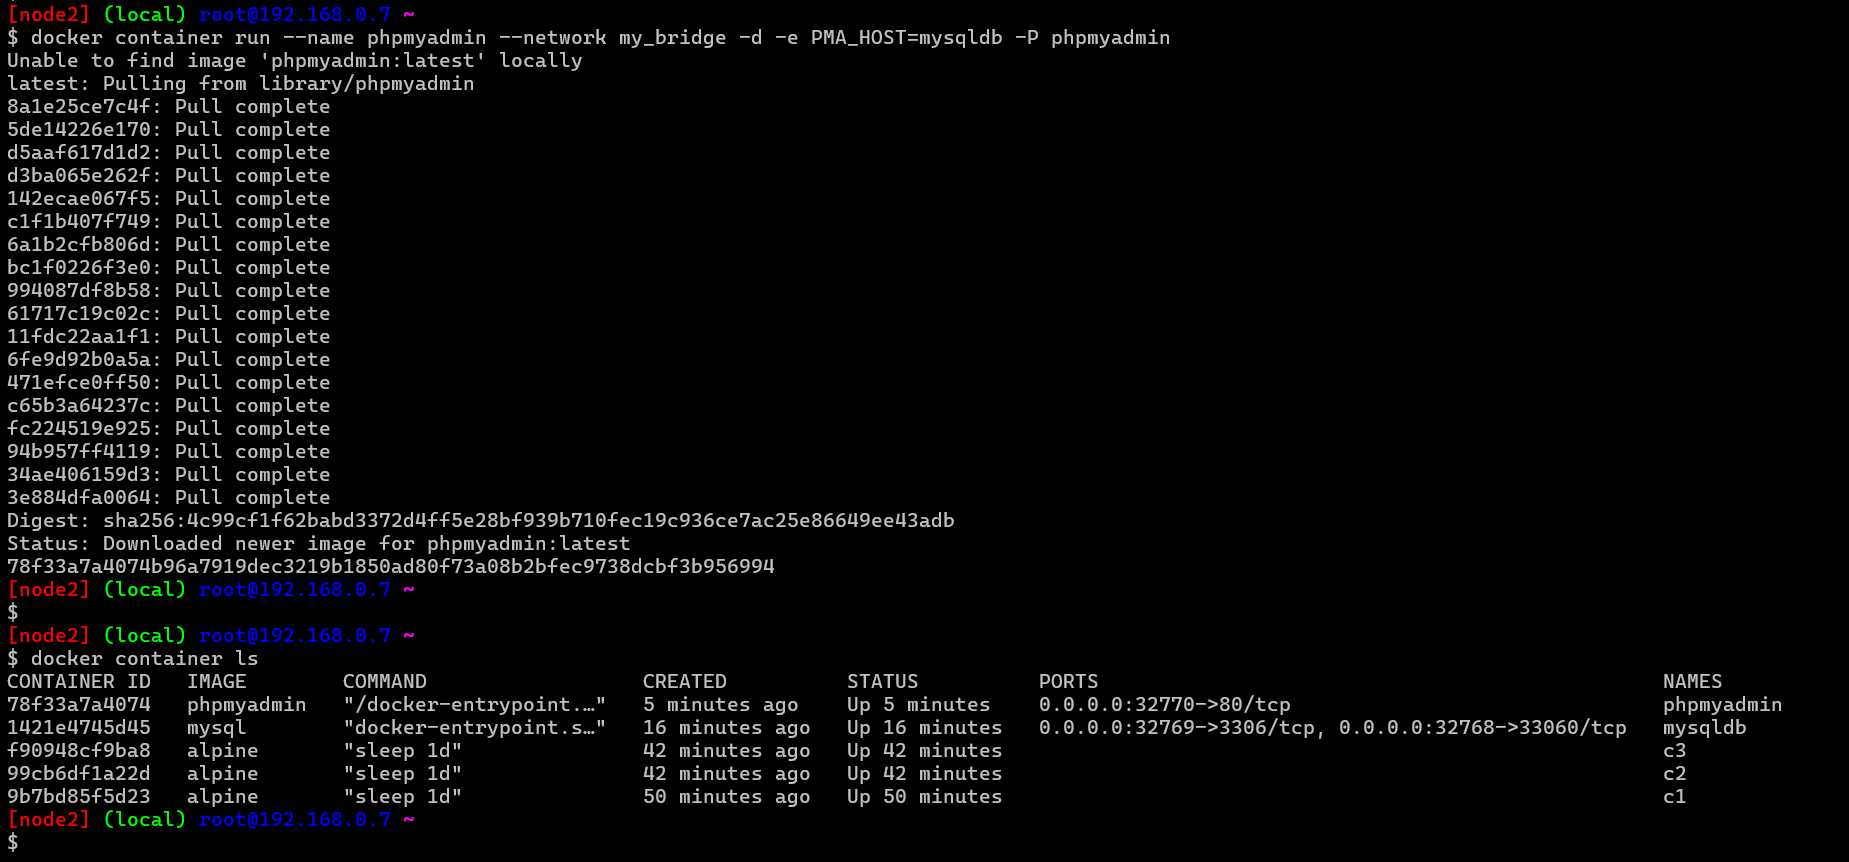 [node2] (local) root@192.168.0.7 ~
$ docker container run --name phpmyadmin --network my_bridge -d -e PMA_HOST=mysqldb -P phpmyadmin
Unable to find image 'phpmyadmin:latest' locally
latest: Pulling from library/phpmyadmin
8a1e25ce7c4f: Pull complete
5de14226e170: Pull complete
d5aaf617d1d2: Pull complete
d3ba065e262f: Pull complete
142ecae067f5: Pull complete
c1f1b407f749: Pull complete
6a1b2cfb806d: Pull complete
bc1f0226f3e0: Pull complete
994087df8b58: Pull complete
61717c19c02c: Pull complete
11fdc22aa1f1: Pull complete
6fe9d92b0a5a: Pull complete
471efce0ff50: Pull complete
c65b3a64237c: Pull complete
fc224519e925: Pull complete
94b957ff4119: Pull complete
34ae406159d3: Pull complete
3e884dfa0064: Pull complete
Digest: sha256:4c99cf1f62babd3372d4ff5e28bf939b710fec19c936ce7ac25e86649ee43adb
Status: Downloaded newer image for phpmyadmin:latest
78f33a7a4074b96a7919dec3219b1850ad80f73a08b2bfec9738dcbf3b956994
[node2] (local) root@192.168.0.7 ~
$
[node2] (local) root@192.168.0.7 ~
$ docker container ls
CONTAINER ID   IMAGE        COMMAND                  CREATED          STATUS          PORTS                                               NAMES
78f33a7a4074   phpmyadmin   "/docker-entrypoint.…"   5 minutes ago    Up 5 minutes    0.0.0.0:32770->80/tcp                               phpmyadmin
1421e4745d45   mysql        "docker-entrypoint.s…"   16 minutes ago   Up 16 minutes   0.0.0.0:32769->3306/tcp, 0.0.0.0:32768->33060/tcp   mysqldb
f90948cf9ba8   alpine       "sleep 1d"               42 minutes ago   Up 42 minutes                                                       c3
99cb6df1a22d   alpine       "sleep 1d"               42 minutes ago   Up 42 minutes                                                       c2
9b7bd85f5d23   alpine       "sleep 1d"               50 minutes ago   Up 50 minutes                                                       c1
[node2] (local) root@192.168.0.7 ~
$